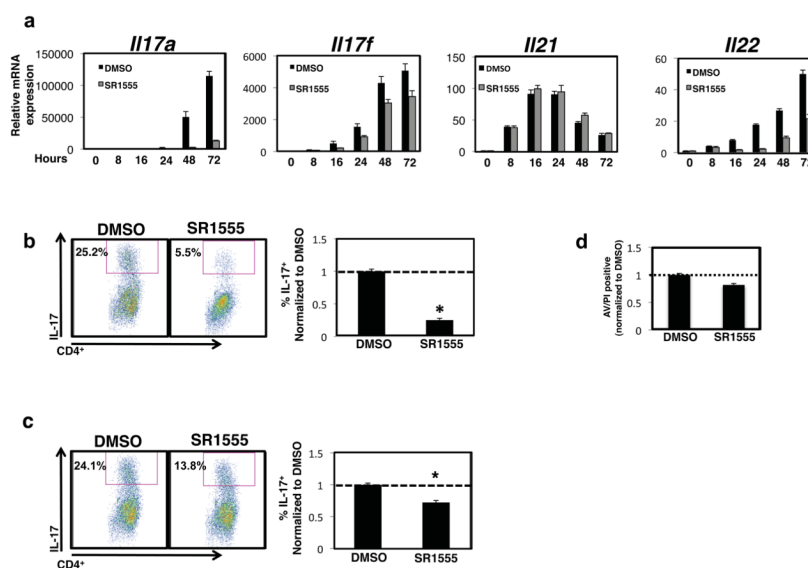 a
Il17a
Il17f
Il21
Il22
Relative mRNA
expression
150000
100000
50000
0
DMSO
SR1555
Hours
0 8 16 24 48 72
6000
4000
2000
0
DMSO
SR1555
0 8 16 24 48 72
150
100
50
0
DMSO
SR1555
0 8 16 24 48 72
60
40
20
0
DMSO
SR1555
0 8 16 24 48
b
DMSO
SR1555
25.2%
5.5%
IL-17
CD4+
% IL-17+
Normalized to DMSO
1.5
1
0.5
0
*
DMSO
SR1555
d
AV/PI positive
(normalized to DMSO)
1.5
1
0.5
0
DMSO
SR1555
c
DMSO
SR1555
24.1%
13.8%
IL-17
CD4+
% IL-17+
Normalized to DMSO
1.5
1
0.5
0
*
DMSO
SR1555